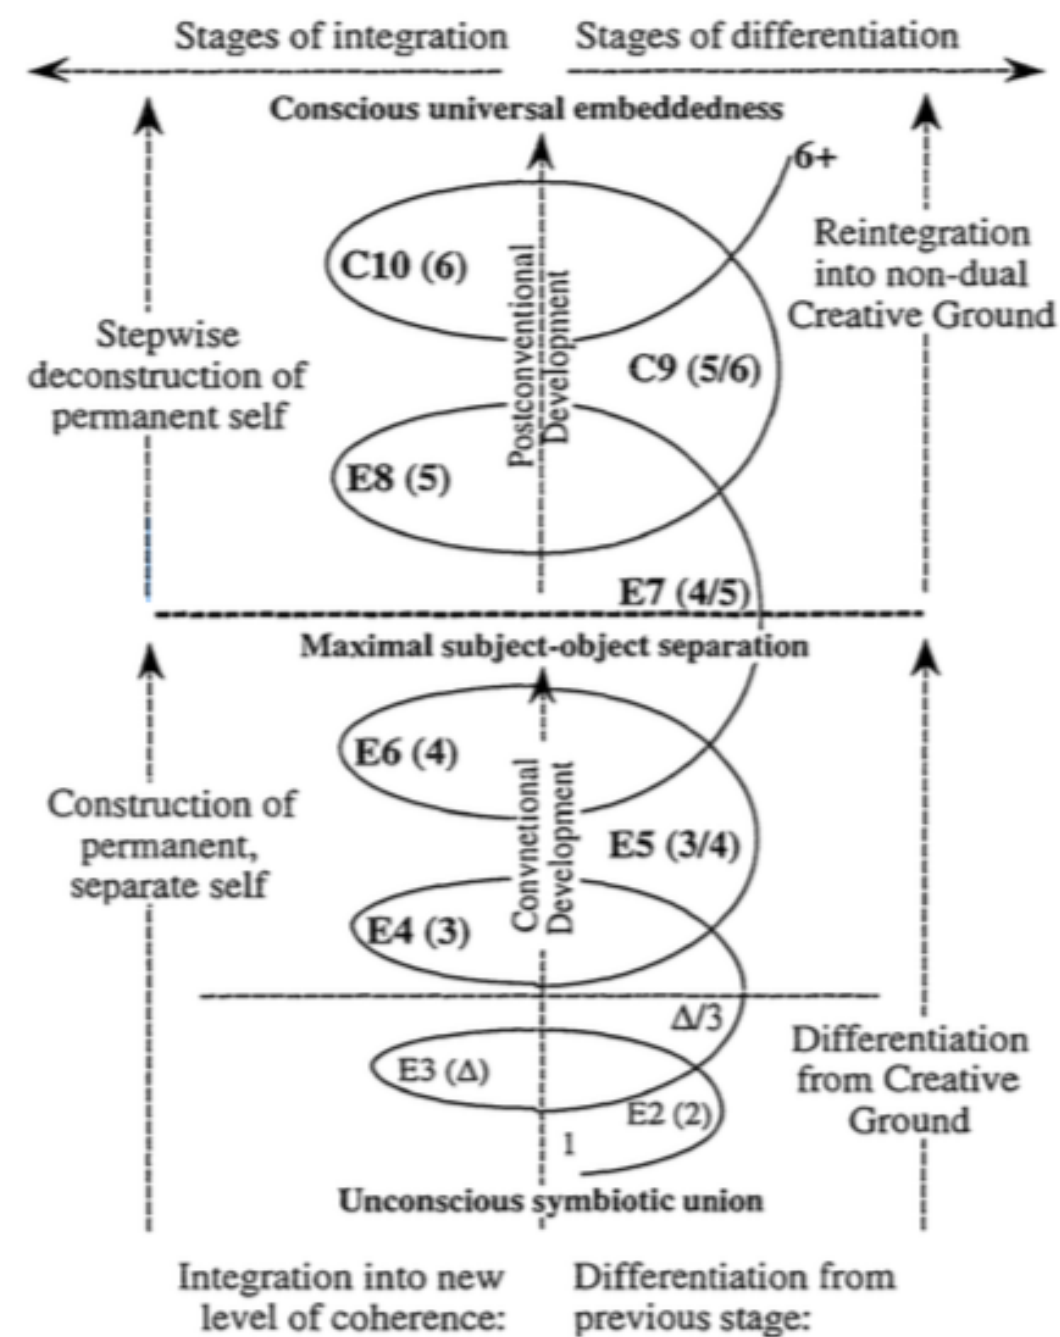 Stages of integration
Stages of differentiation
Conscious universal embeddedness
6+
C10 (6)
Postconventional
Development
Reintegration
into non-dual
Creative Ground
Stepwise
deconstruction of
permanent self
C9 (5/6)
E8 (5)
E7 (4/5)
Maximal subject-object separation
E6 (4)
Convnetional
Development
Construction of
permanent,
separate self
E5 (3/4)
E4 (3)
Δ/3
E3 (Δ)
Differentiation
from Creative
Ground
E2 (2)
1
Unconscious symbiotic union
Integration into new
level of coherence:
Differentiation from
previous stage: